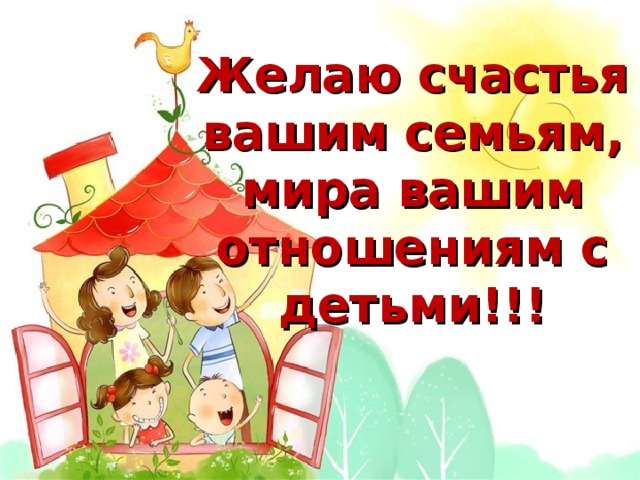 Желаю счастья
вашим семьям,
мира вашим
отношениям с
детьми!!!